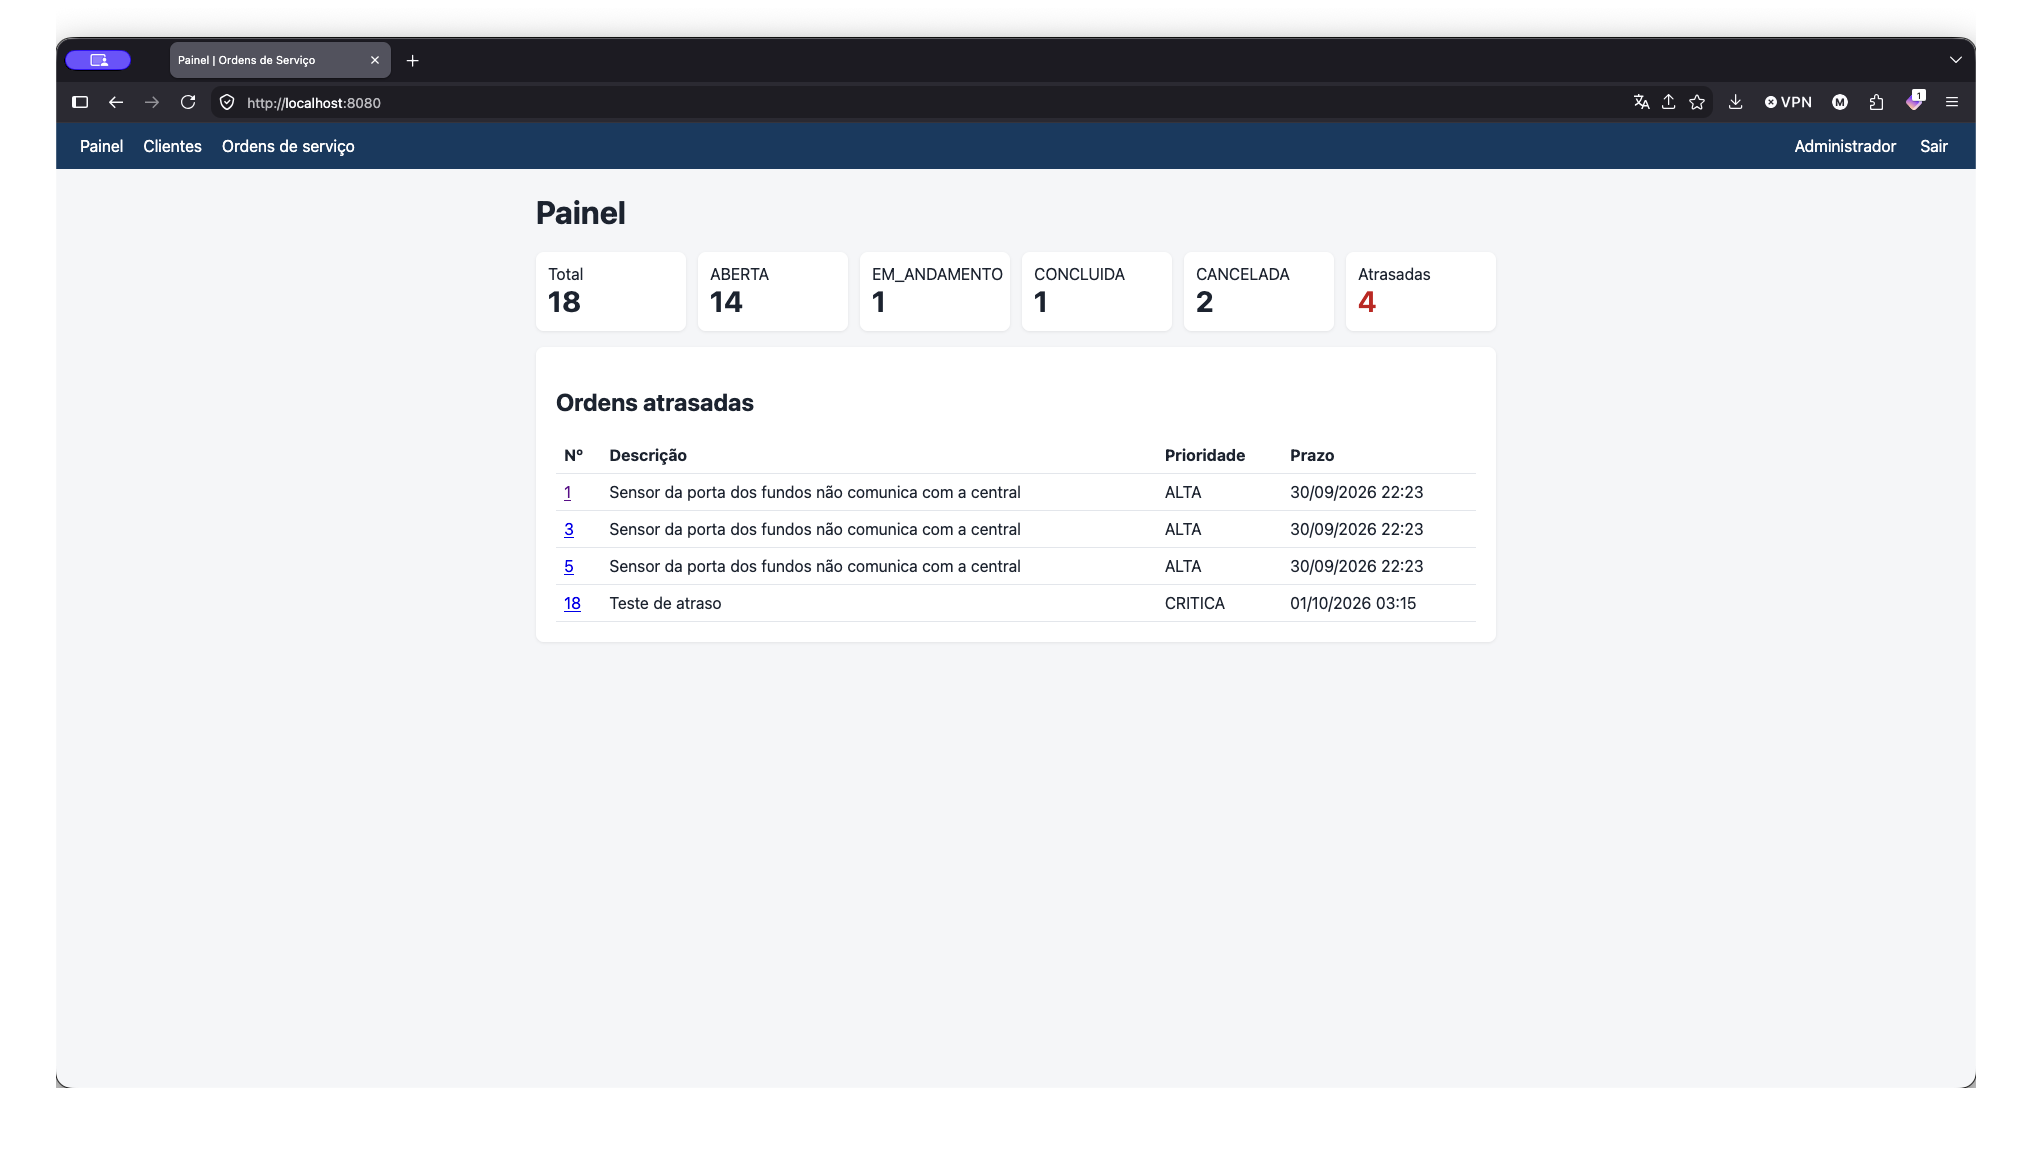 Painel | Ordens de Serviço
http://localhost:8080
VPN
M
1
Painel Clientes Ordens de serviço Administrador Sair
Painel
Total ABERTA EM_ANDAMENTO CONCLUIDA CANCELADA Atrasadas
18 14 1 1 2 4
Ordens atrasadas
Nº Descrição Prioridade Prazo
1 Sensor da porta dos fundos não comunica com a central ALTA 30/09/2026 22:23
3 Sensor da porta dos fundos não comunica com a central ALTA 30/09/2026 22:23
5 Sensor da porta dos fundos não comunica com a central ALTA 30/09/2026 22:23
18 Teste de atraso CRITICA 01/10/2026 03:15